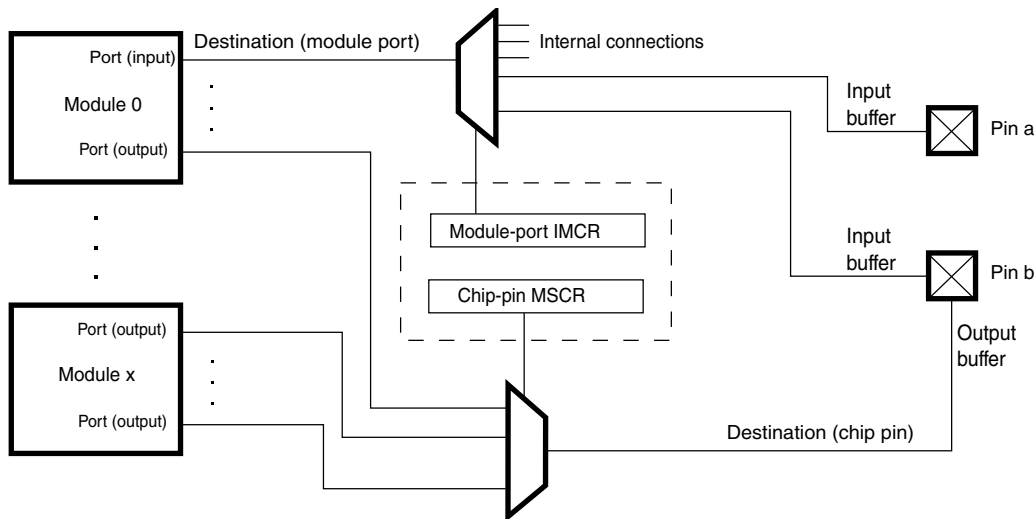 Destination (module port)
Internal connections
Port (input)
Module 0
Port (output)
Input
buffer
Pin a
Module-port IMCR
Chip-pin MSCR
Input
buffer
Pin b
Output
buffer
Port (output)
Module x
Port (output)
Destination (chip pin)